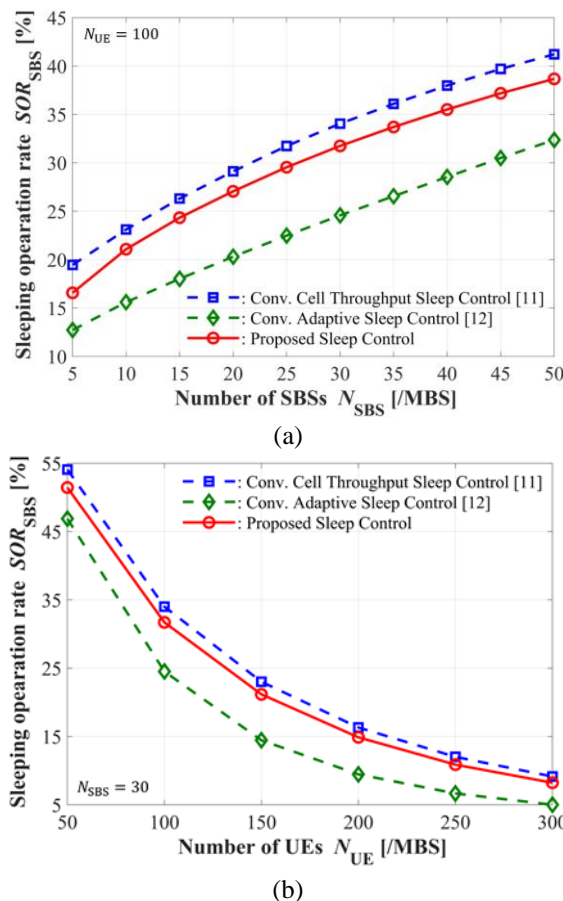 Sleeping opearation rate SOR_SBS [%]
N_UE = 100
45
40
35
30
25
20
15
10
: Conv. Cell Throughput Sleep Control [11]
: Conv. Adaptive Sleep Control [12]
: Proposed Sleep Control
5 10 15 20 25 30 35 40 45 50
Number of SBSs N_SBS [/MBS]
(a)
Sleeping opearation rate SOR_SBS [%]
55
45
35
25
15
5
: Conv. Cell Throughput Sleep Control [11]
: Conv. Adaptive Sleep Control [12]
: Proposed Sleep Control
N_SBS = 30
50 100 150 200 250 300
Number of UEs N_UE [/MBS]
(b)